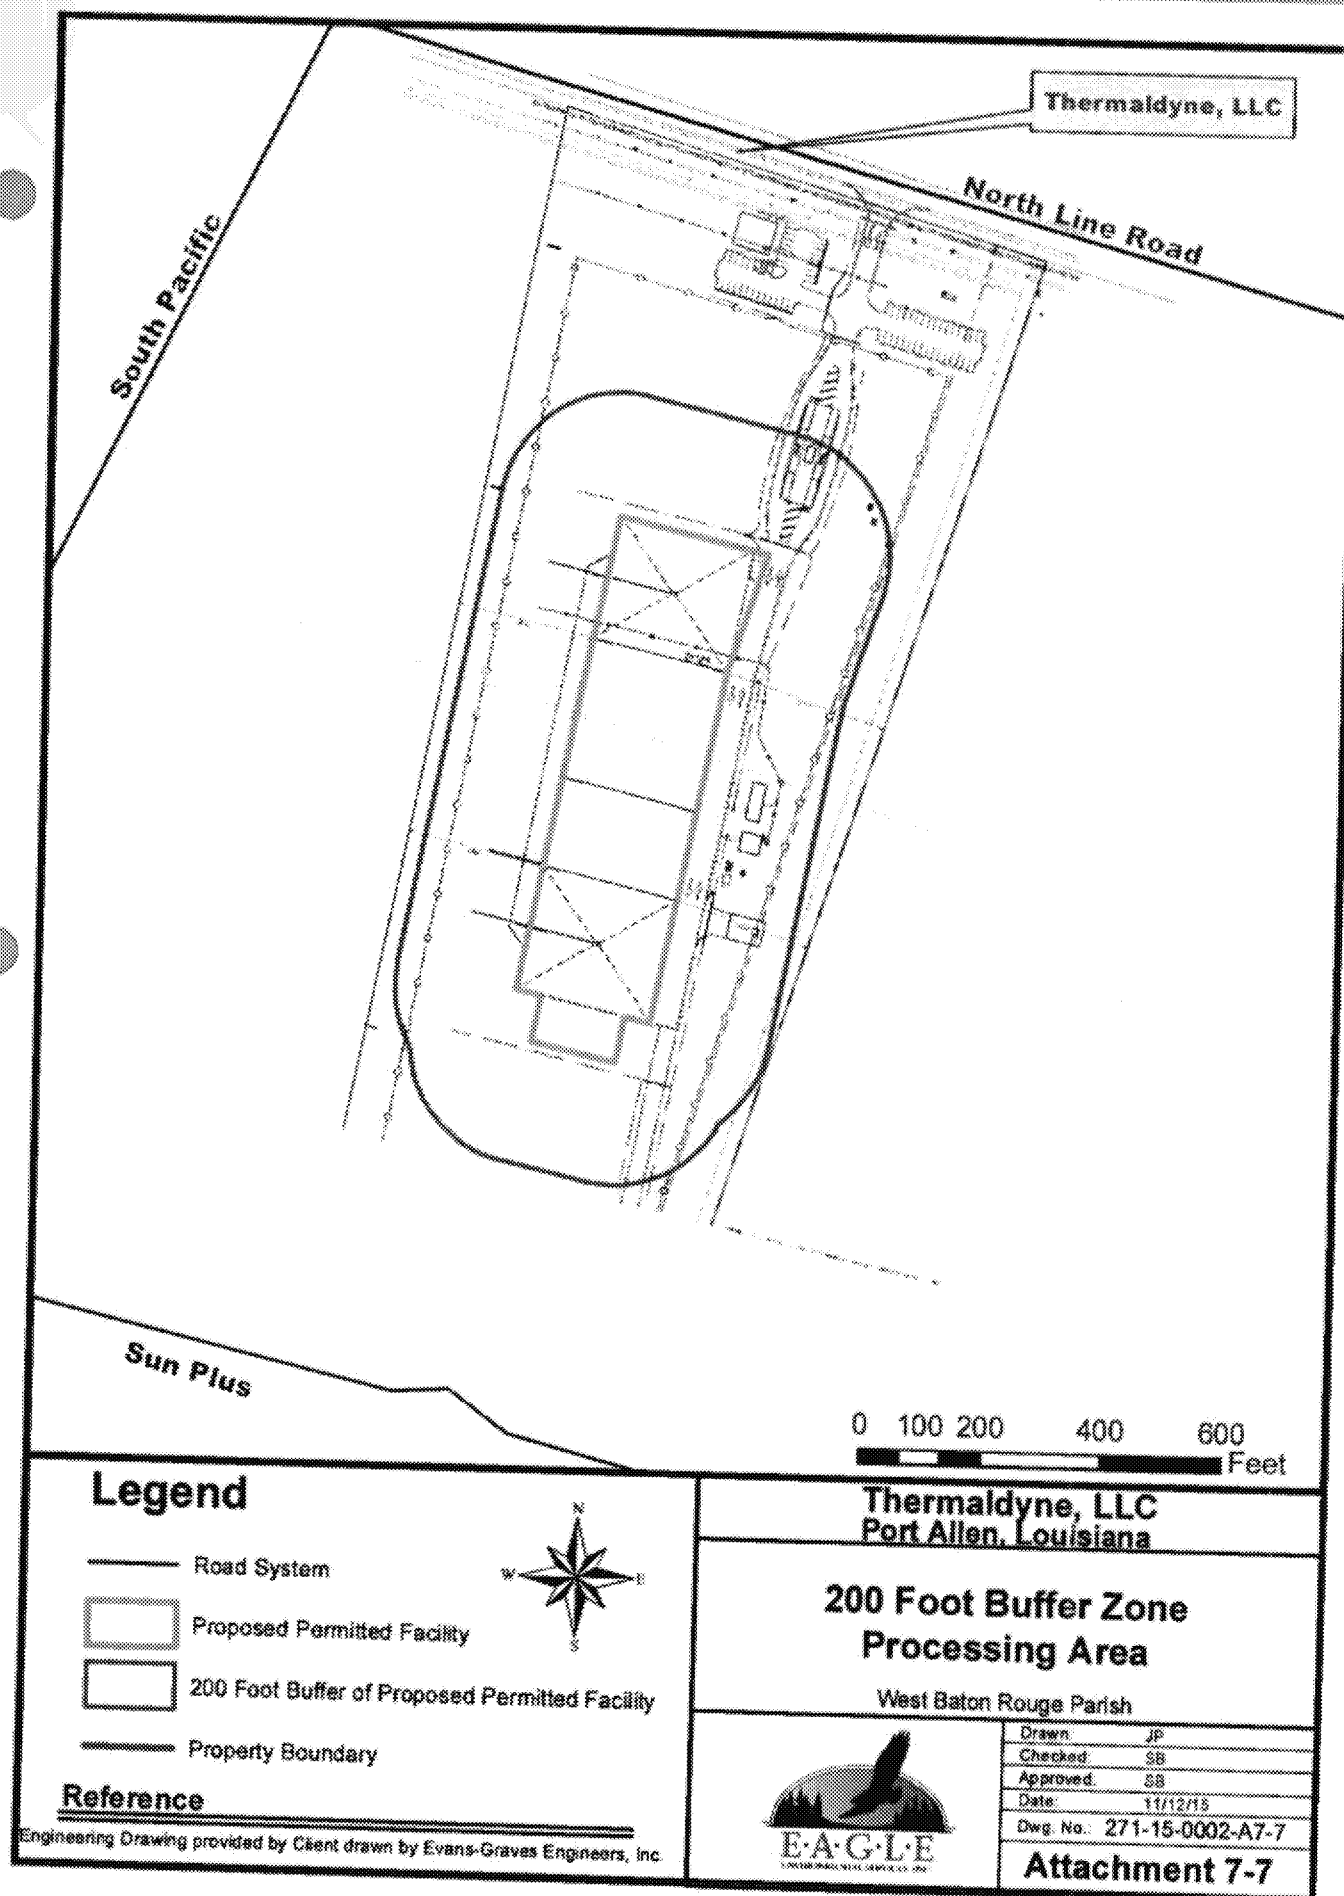 Thermaldyne, LLC
North Line Road
South Pacific
Sun Plus
0 100 200 400 600
Feet
Legend
N
W E
S
Road System
Proposed Permitted Facility
200 Foot Buffer of Proposed Permitted Facility
Property Boundary
Reference
Engineering Drawing provided by Client drawn by Evans-Graves Engineers, Inc.
Thermaldyne, LLC
Port Allen, Louisiana
200 Foot Buffer Zone
Processing Area
West Baton Rouge Parish
E·A·G·L·E
Drawn: JP
Checked: SB
Approved: SB
Date: 11/12/15
Dwg. No.: 271-15-0002-A7-7
Attachment 7-7